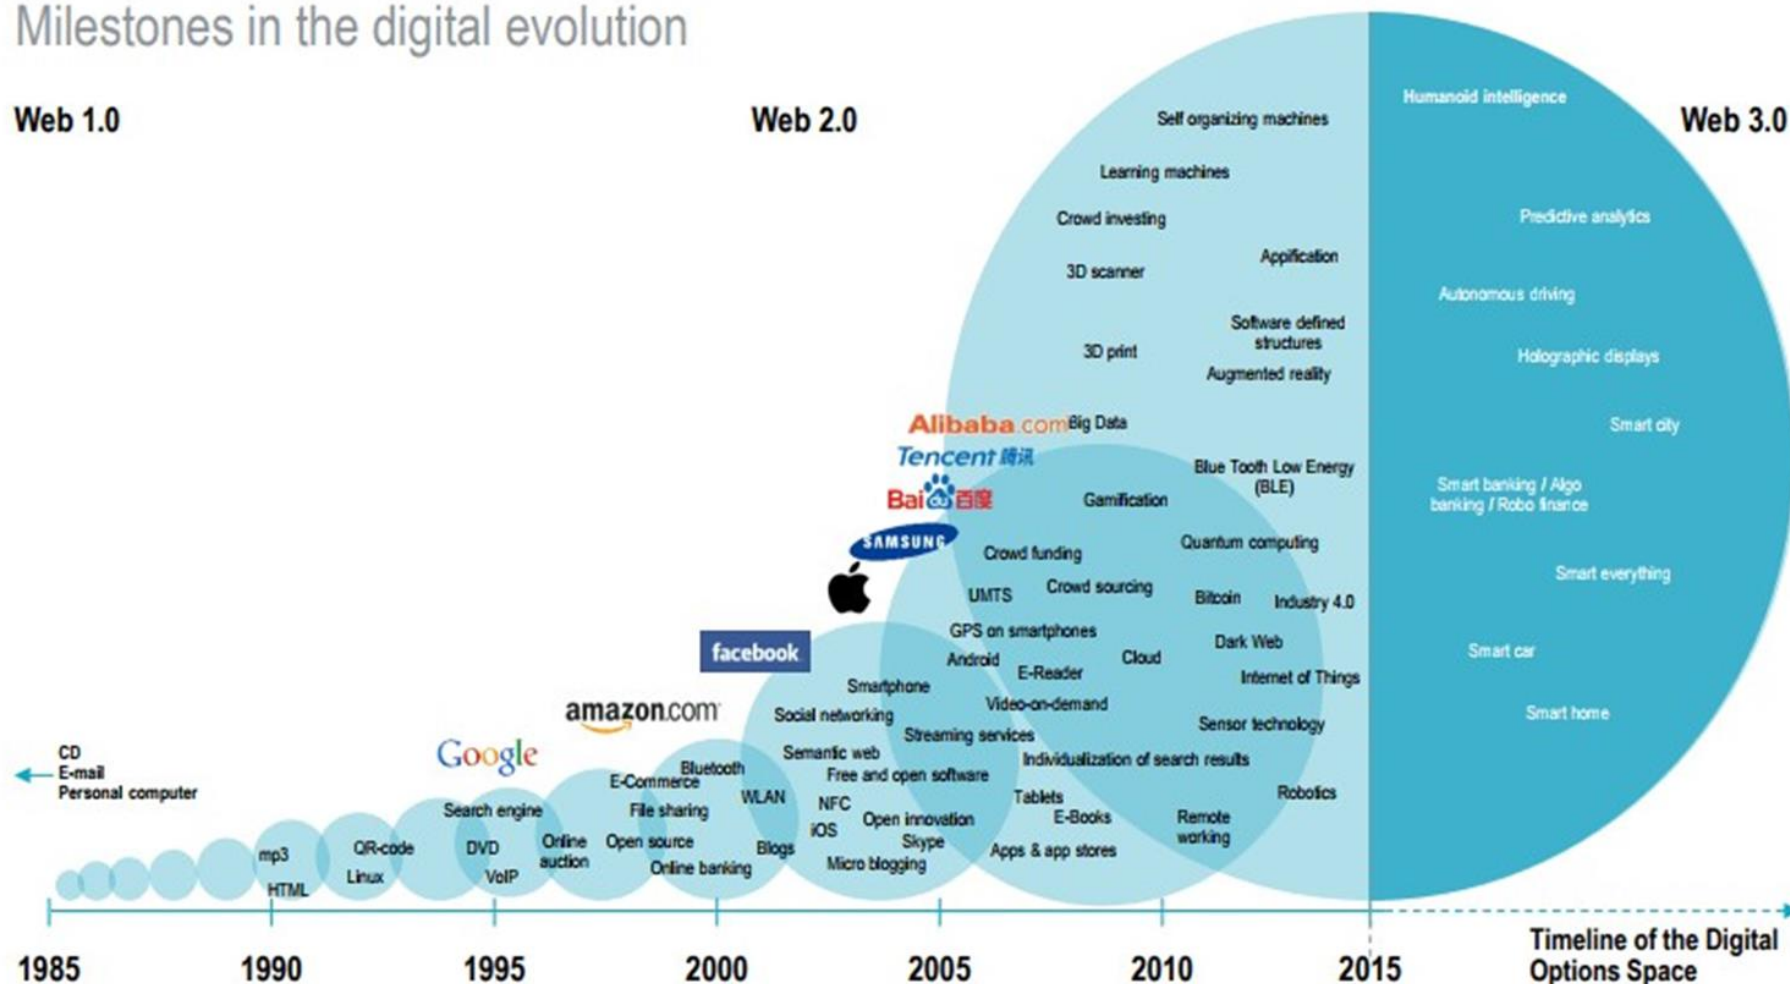 Milestones in the digital evolution
Web 1.0
Web 2.0
Web 3.0
Humanoid intelligence
Self organizing machines
Learning machines
Crowd investing
Predictive analytics
Appification
3D scanner
Autonomous driving
Software defined
structures
3D print
Holographic displays
Augmented reality
Alibaba.com
Big Data
Smart city
Tencent 腾讯
Blue Tooth Low Energy
(BLE)
Bai du 百度
Gamification
Smart banking / Algo
banking / Robo finance
SAMSUNG
Crowd funding
Quantum computing
Smart everything
UMTS
Crowd sourcing
Bitcoin
Industry 4.0
GPS on smartphones
Dark Web
facebook
Android
E-Reader
Cloud
Smart car
Internet of Things
Smartphone
Video-on-demand
amazon.com
Social networking
Sensor technology
Smart home
Streaming services
Google
Semantic web
Individualization of search results
CD
E-mail
Personal computer
Bluetooth
E-Commerce
Free and open software
WLAN
Tablets
Robotics
Search engine
File sharing
NFC
iOS
Open innovation
E-Books
Remote
working
mp3
QR-code
DVD
Online
auction
Open source
Blogs
Skype
Apps & app stores
HTML
Linux
VoIP
Online banking
Micro blogging
1985
1990
1995
2000
2005
2010
2015
Timeline of the Digital
Options Space